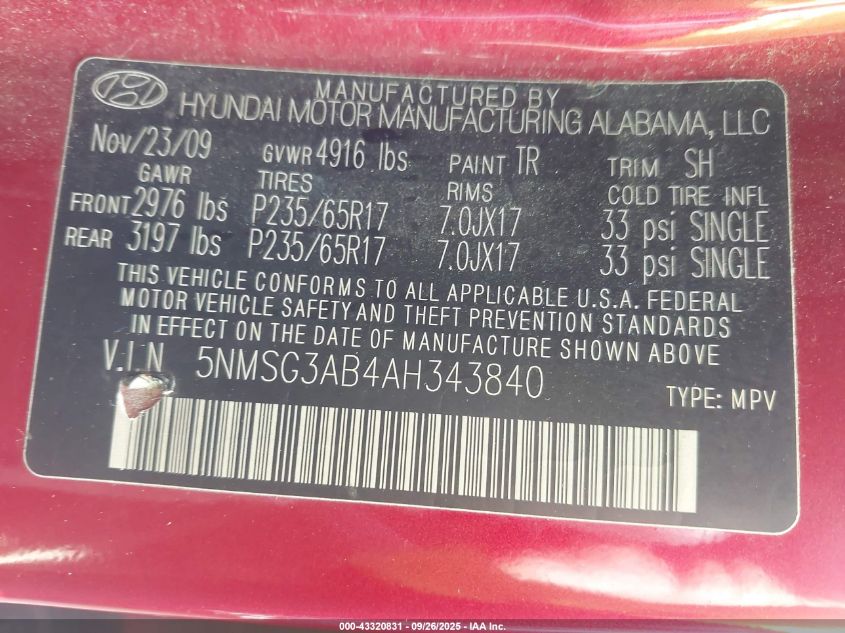 MANUFACTURED BY
HYUNDAI MOTOR MANUFACTURING ALABAMA, LLC
Nov/23/09 GVWR 4916 lbs PAINT TR TRIM SH
GAWR TIRES RIMS COLD TIRE INFL
FRONT 2976 lbs P235/65R17 7.0JX17 33 psi SINGLE
REAR 3197 lbs P235/65R17 7.0JX17 33 psi SINGLE
THIS VEHICLE CONFORMS TO ALL APPLICABLE U.S.A. FEDERAL
MOTOR VEHICLE SAFETY AND THEFT PREVENTION STANDARDS
IN EFFECT ON THE DATE OF MANUFACTURE SHOWN ABOVE
V.I.N 5NMSG3AB4AH343840
TYPE: MPV
000-43320831 - 09/26/2025 - IAA Inc.